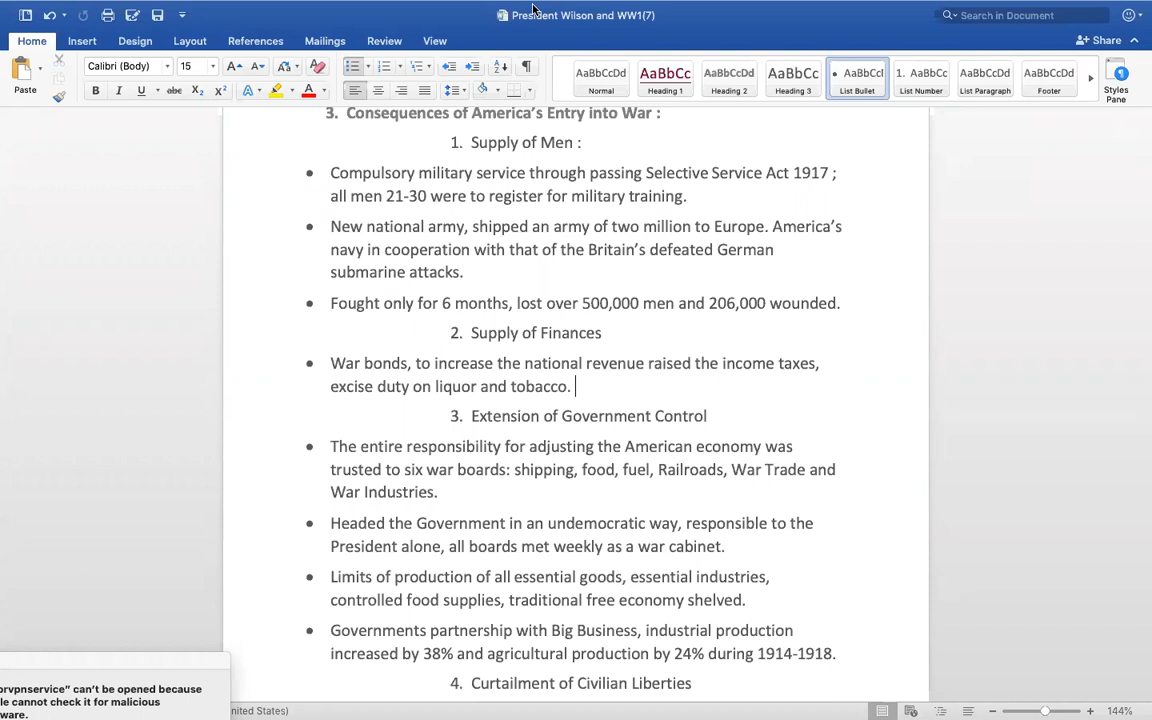 President Wilson and WW1(7)
Search in Document
Home Insert Design Layout References Mailings Review View
Share
Paste
Calibri (Body) 15
AaBbCcDd AaBbCc AaBbCcDd AaBbCc AaBbCcI 1. AaBbCc AaBbCcDd AaBbCcDd
Normal Heading 1 Heading 2 Heading 3 List Bullet List Number List Paragraph Footer
Styles
Pane
3. Consequences of America's Entry into War :
1. Supply of Men :
• Compulsory military service through passing Selective Service Act 1917 ;
all men 21-30 were to register for military training.
• New national army, shipped an army of two million to Europe. America's
navy in cooperation with that of the Britain's defeated German
submarine attacks.
• Fought only for 6 months, lost over 500,000 men and 206,000 wounded.
2. Supply of Finances
• War bonds, to increase the national revenue raised the income taxes,
excise duty on liquor and tobacco.
3. Extension of Government Control
• The entire responsibility for adjusting the American economy was
trusted to six war boards: shipping, food, fuel, Railroads, War Trade and
War Industries.
• Headed the Government in an undemocratic way, responsible to the
President alone, all boards met weekly as a war cabinet.
• Limits of production of all essential goods, essential industries,
controlled food supplies, traditional free economy shelved.
• Governments partnership with Big Business, industrial production
increased by 38% and agricultural production by 24% during 1914-1918.
4. Curtailment of Civilian Liberties
prvpnservice" can't be opened because
le cannot check it for malicious
ware.
nited States)
144%